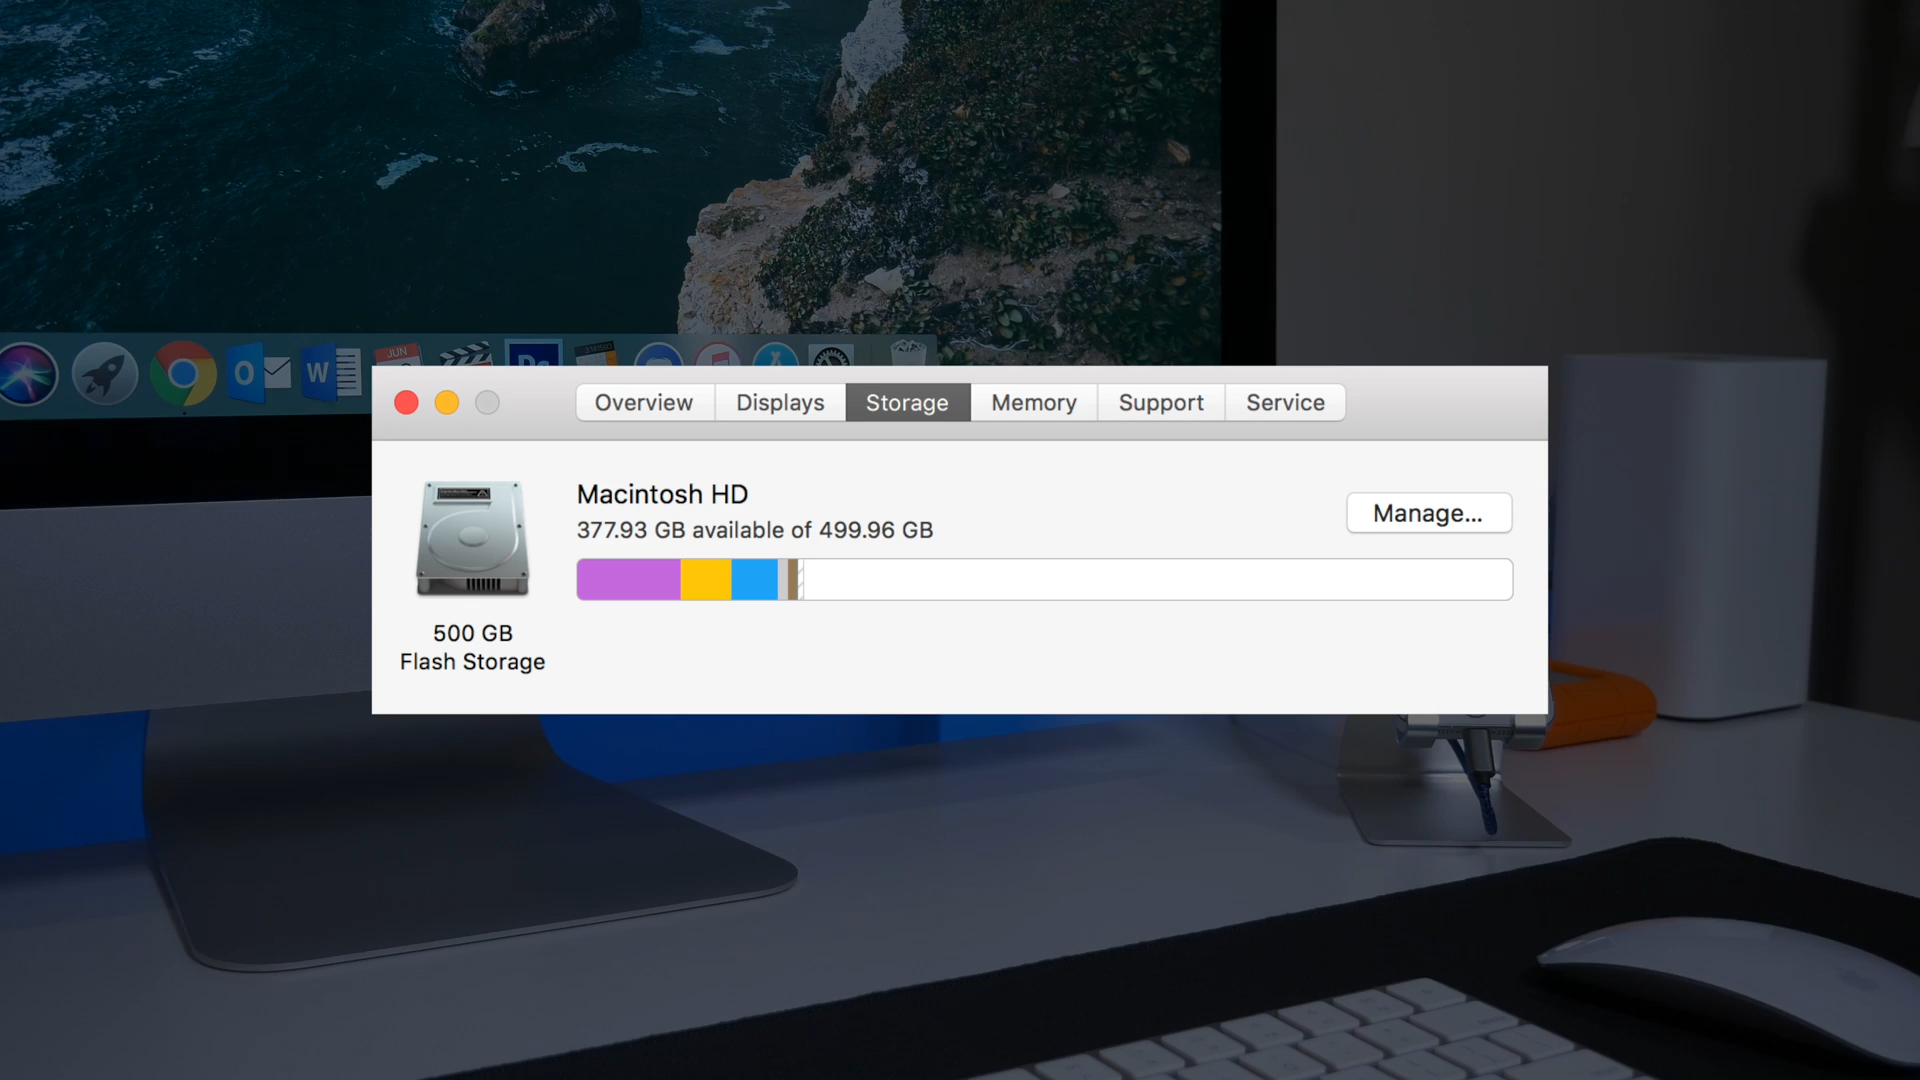 JUN
O
W
Overview
Displays
Storage
Memory
Support
Service
Macintosh HD
377.93 GB available of 499.96 GB
Manage...
500 GB
Flash Storage